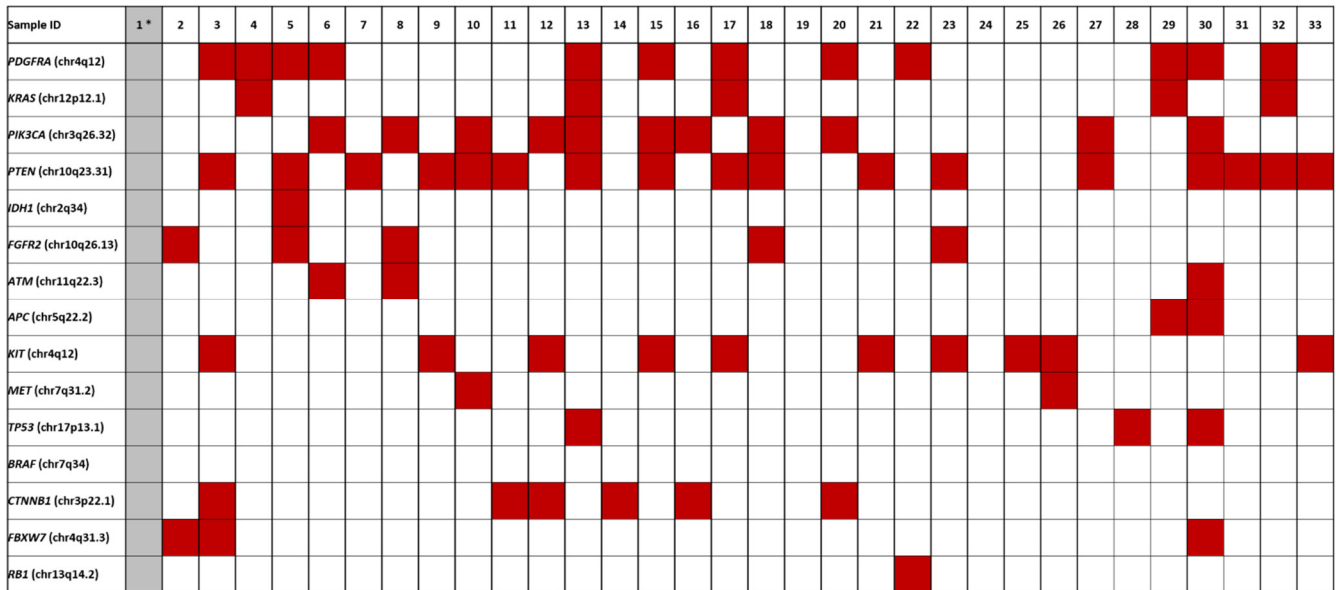 Sample ID 1 * 2 3 4 5 6 7 8 9 10 11 12 13 14 15 16 17 18 19 20 21 22 23 24 25 26 27 28 29 30 31 32 33
PDGFRA (chr4q12)
KRAS (chr12p12.1)
PIK3CA (chr3q26.32)
PTEN (chr10q23.31)
IDH1 (chr2q34)
FGFR2 (chr10q26.13)
ATM (chr11q22.3)
APC (chr5q22.2)
KIT (chr4q12)
MET (chr7q31.2)
TP53 (chr17p13.1)
BRAF (chr7q34)
CTNNB1 (chr3p22.1)
FBXW7 (chr4q31.3)
RB1 (chr13q14.2)